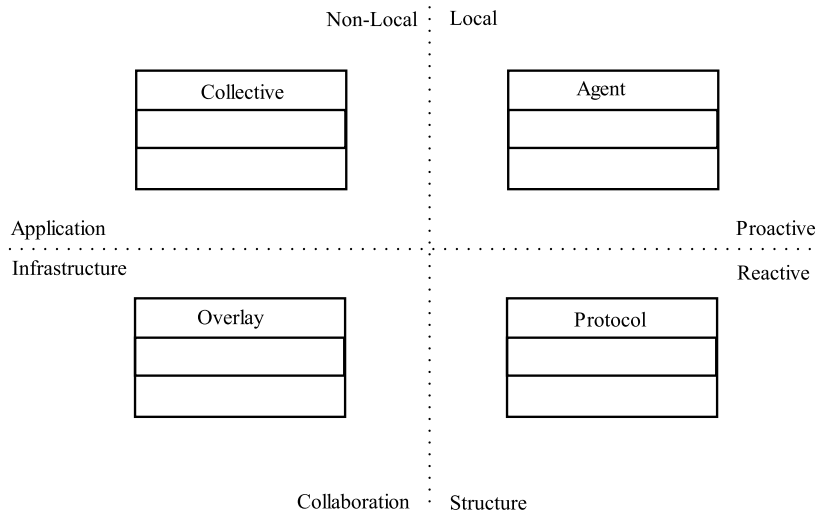 Non-Local Local
Collective Agent
Application Proactive
Infrastructure Reactive
Overlay Protocol
Collaboration Structure